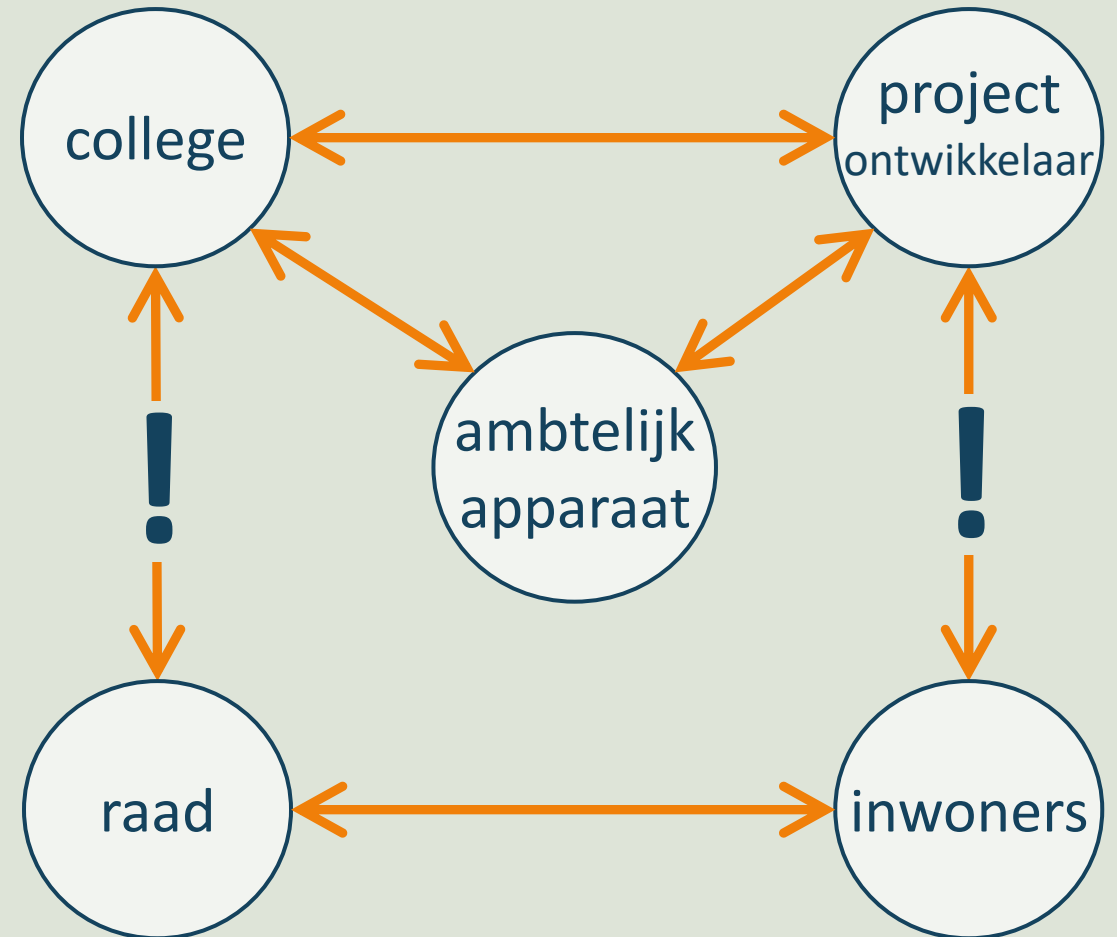 college
project
ontwikkelaar
ambtelijk
apparaat
!
!
raad
inwoners